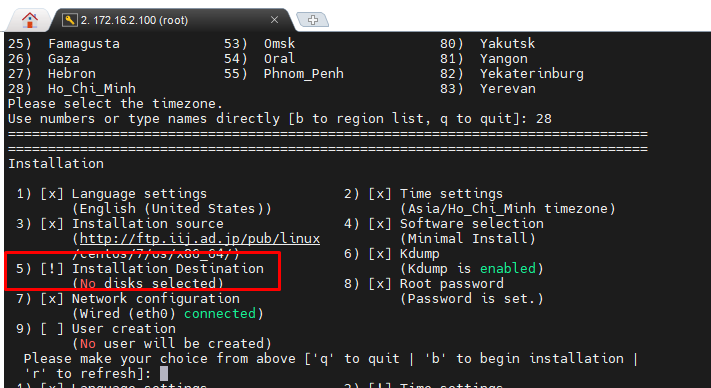 2. 172.16.2.100 (root)
25) Famagusta 53) Omsk 80) Yakutsk
26) Gaza 54) Oral 81) Yangon
27) Hebron 55) Phnom_Penh 82) Yekaterinburg
28) Ho_Chi_Minh 83) Yerevan
Please select the timezone.
Use numbers or type names directly [b to region list, q to quit]: 28
================================================================================
================================================================================
Installation
1) [x] Language settings 2) [x] Time settings
(English (United States)) (Asia/Ho_Chi_Minh timezone)
3) [x] Installation source 4) [x] Software selection
(http://ftp.iij.ad.jp/pub/linux (Minimal Install)
/centos/7/os/x86_64/) 6) [x] Kdump
5) [!] Installation Destination (Kdump is enabled)
(No disks selected) 8) [x] Root password
7) [x] Network configuration (Password is set.)
(Wired (eth0) connected)
9) [ ] User creation
(No user will be created)
Please make your choice from above ['q' to quit | 'b' to begin installation |
'r' to refresh]:
1) [x] Language settings 2) [!] Time settings